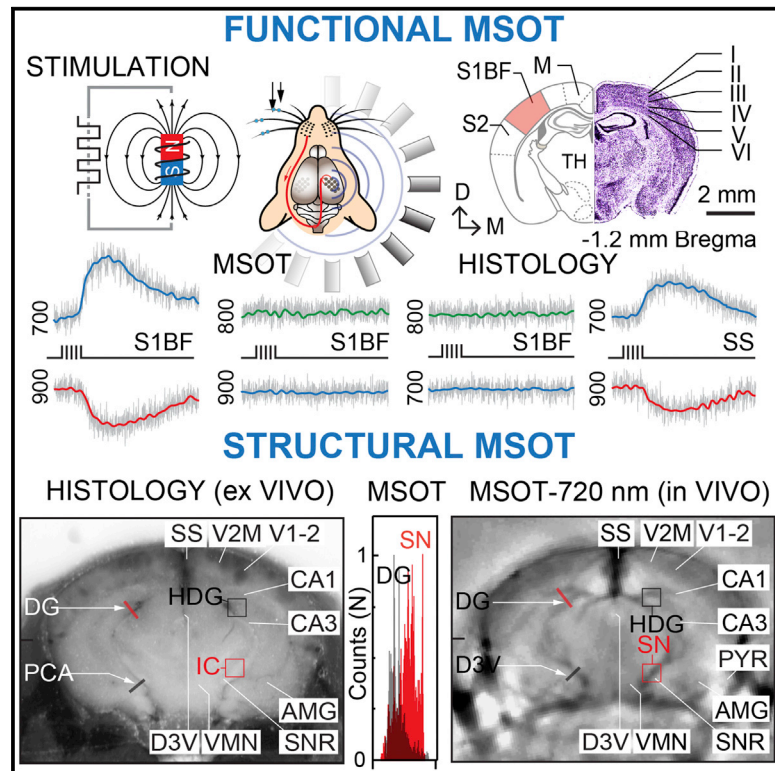 FUNCTIONAL MSOT
STIMULATION
N
S
S1BF
M
S2
TH
I
II
III
IV
V
VI
D
M
2 mm
-1.2 mm Bregma
MSOT
HISTOLOGY
700
800
800
700
S1BF
S1BF
S1BF
SS
900
900
700
900
STRUCTURAL MSOT
HISTOLOGY (ex VIVO)
MSOT
MSOT-720 nm (in VIVO)
SS
V2M
V1-2
CA1
HDG
CA3
DG
PCA
IC
AMG
SNR
D3V
VMN
1
SN
DG
Counts (N)
0
SS
V2M
V1-2
CA1
DG
HDG
CA3
SN
D3V
PYR
AMG
SNR
D3V
VMN